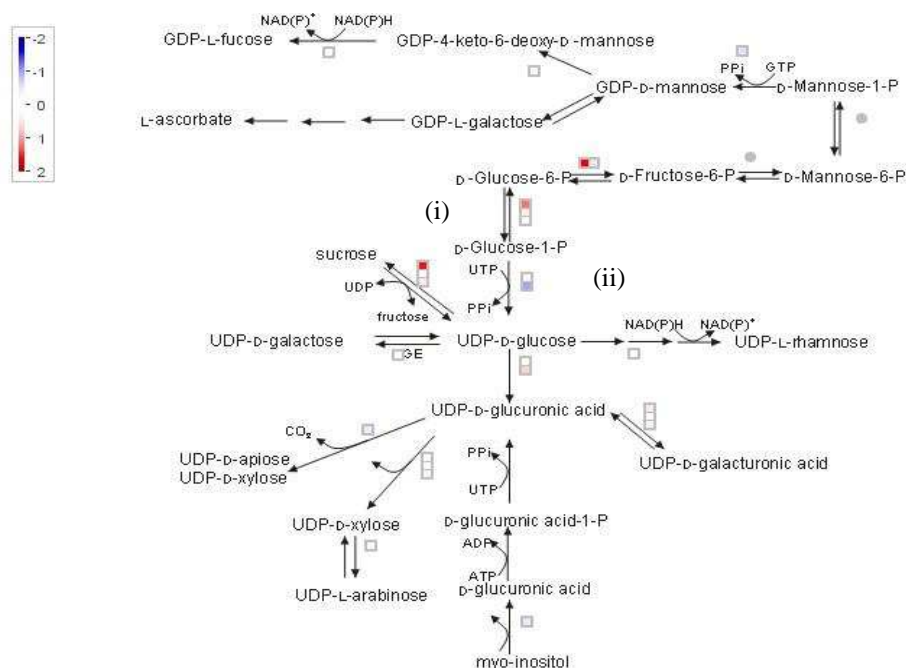 -2
-1
0
1
2
NAD(P)⁺ NAD(P)H
GDP-L-fucose GDP-4-keto-6-deoxy-D-mannose
PPi GTP
GDP-D-mannose D-Mannose-1-P
L-ascorbate GDP-L-galactose
D-Glucose-6-P D-Fructose-6-P D-Mannose-6-P
(i)
D-Glucose-1-P
sucrose
UTP
(ii)
UDP
PPi
fructose
NAD(P)H NAD(P)⁺
UDP-D-galactose UDP-D-glucose UDP-L-rhamnose
GE
UDP-D-glucuronic acid
CO₂
UDP-D-apiose
UDP-D-xylose
PPi
UDP-D-galacturonic acid
UTP
UDP-D-xylose D-glucuronic acid-1-P
ADP
ATP
D-glucuronic acid
UDP-L-arabinose
myo-inositol